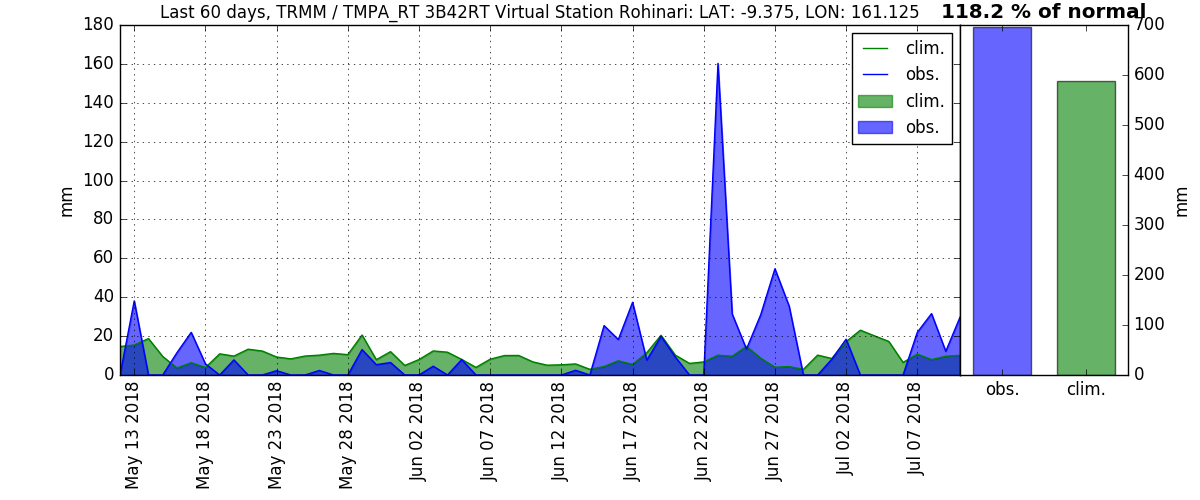 Last 60 days, TRMM / TMPA_RT 3B42RT Virtual Station Rohinari: LAT: -9.375, LON: 161.125
118.2 % of normal
180
160
140
120
100
80
60
40
20
0
mm
clim.
obs.
clim.
obs.
700
600
500
400
300
200
100
0
mm
obs.
clim.
May 13 2018
May 18 2018
May 23 2018
May 28 2018
Jun 02 2018
Jun 07 2018
Jun 12 2018
Jun 17 2018
Jun 22 2018
Jun 27 2018
Jul 02 2018
Jul 07 2018